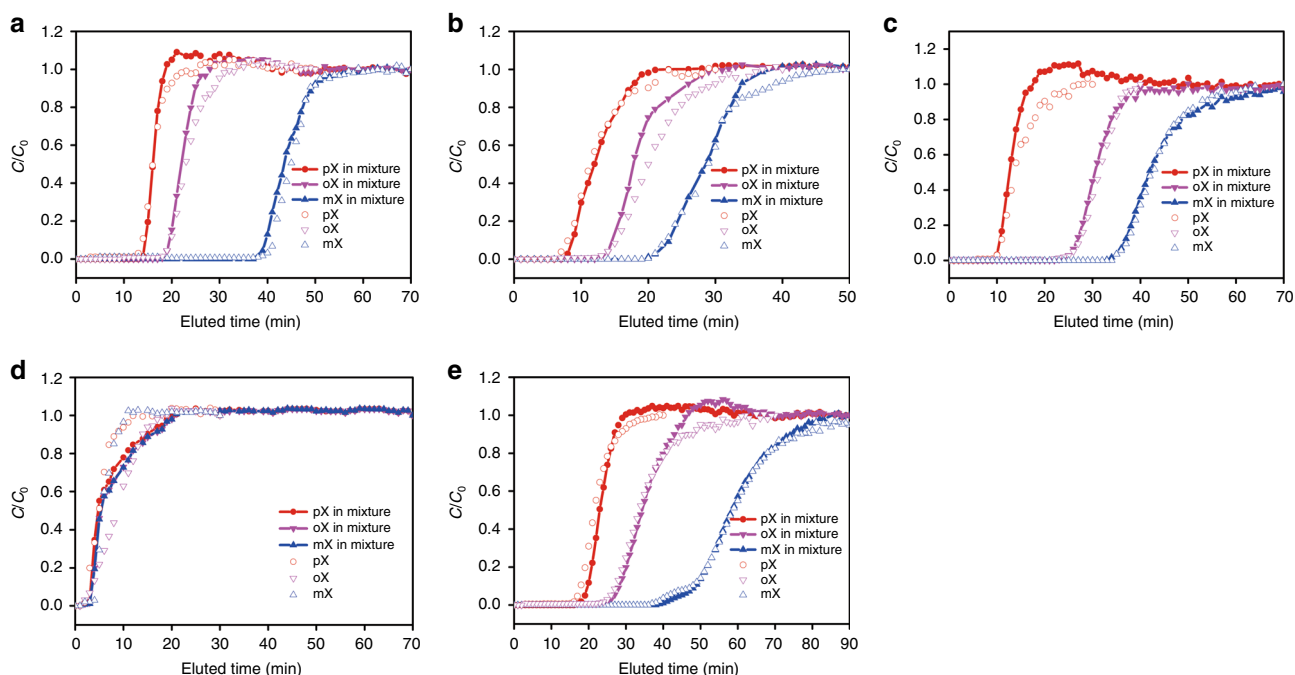 a
1.2
1.0
0.8
0.6
0.4
0.2
0.0
C/C0
pX in mixture
oX in mixture
mX in mixture
pX
oX
mX
0 10 20 30 40 50 60 70
Eluted time (min)
b
1.2
1.0
0.8
0.6
0.4
0.2
0.0
C/C0
pX in mixture
oX in mixture
mX in mixture
pX
oX
mX
0 10 20 30 40 50
Eluted time (min)
c
1.2
1.0
0.8
0.6
0.4
0.2
0.0
C/C0
pX in mixture
oX in mixture
mX in mixture
pX
oX
mX
0 10 20 30 40 50 60 70
Eluted time (min)
d
1.2
1.0
0.8
0.6
0.4
0.2
0.0
C/C0
pX in mixture
oX in mixture
mX in mixture
pX
oX
mX
0 10 20 30 40 50 60 70
Eluted time (min)
e
1.2
1.0
0.8
0.6
0.4
0.2
0.0
C/C0
pX in mixture
oX in mixture
mX in mixture
pX
oX
mX
0 10 20 30 40 50 60 70 80 90
Eluted time (min)